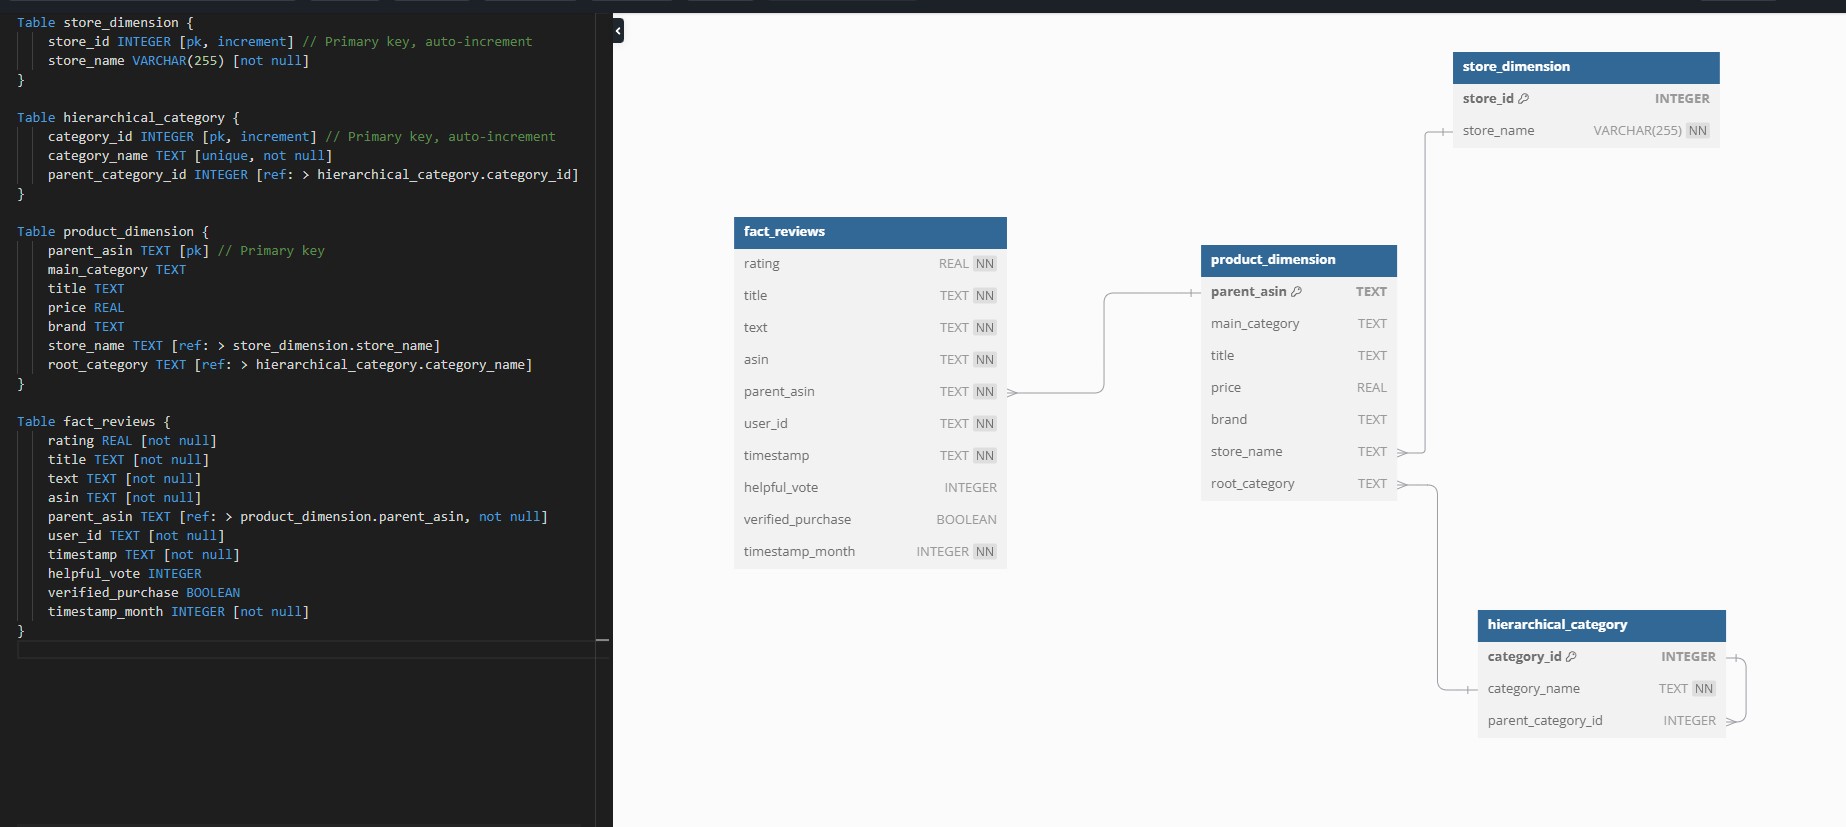 Table store_dimension {
store_id INTEGER [pk, increment] // Primary key, auto-increment
store_name VARCHAR(255) [not null]
}
Table hierarchical_category {
category_id INTEGER [pk, increment] // Primary key, auto-increment
category_name TEXT [unique, not null]
parent_category_id INTEGER [ref: > hierarchical_category.category_id]
}
Table product_dimension {
parent_asin TEXT [pk] // Primary key
main_category TEXT
title TEXT
price REAL
brand TEXT
store_name TEXT [ref: > store_dimension.store_name]
root_category TEXT [ref: > hierarchical_category.category_name]
}
Table fact_reviews {
rating REAL [not null]
title TEXT [not null]
text TEXT [not null]
asin TEXT [not null]
parent_asin TEXT [ref: > product_dimension.parent_asin, not null]
user_id TEXT [not null]
timestamp TEXT [not null]
helpful_vote INTEGER
verified_purchase BOOLEAN
timestamp_month INTEGER [not null]
}
fact_reviews
rating REAL NN
title TEXT NN
text TEXT NN
asin TEXT NN
parent_asin TEXT NN
user_id TEXT NN
timestamp TEXT NN
helpful_vote INTEGER
verified_purchase BOOLEAN
timestamp_month INTEGER NN
product_dimension
parent_asin TEXT
main_category TEXT
title TEXT
price REAL
brand TEXT
store_name TEXT
root_category TEXT
store_dimension
store_id INTEGER
store_name VARCHAR(255) NN
hierarchical_category
category_id INTEGER
category_name TEXT NN
parent_category_id INTEGER